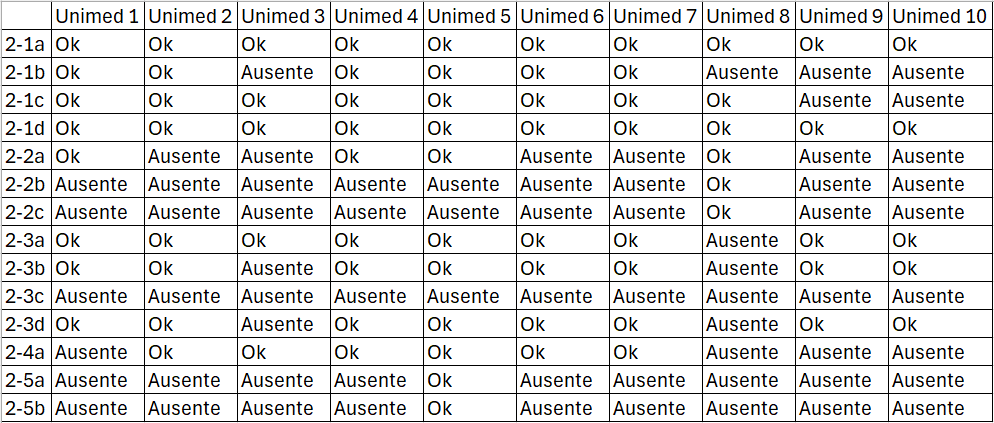 Unimed 1 Unimed 2 Unimed 3 Unimed 4 Unimed 5 Unimed 6 Unimed 7 Unimed 8 Unimed 9 Unimed 10
2-1a Ok Ok Ok Ok Ok Ok Ok Ok Ok Ok
2-1b Ok Ok Ausente Ok Ok Ok Ok Ausente Ausente Ausente
2-1c Ok Ok Ok Ok Ok Ok Ok Ok Ausente Ausente
2-1d Ok Ok Ok Ok Ok Ok Ok Ok Ok Ok
2-2a Ok Ausente Ausente Ok Ok Ausente Ausente Ok Ausente Ausente
2-2b Ausente Ausente Ausente Ausente Ausente Ausente Ausente Ok Ausente Ausente
2-2c Ausente Ausente Ausente Ausente Ausente Ausente Ausente Ok Ausente Ausente
2-3a Ok Ok Ok Ok Ok Ok Ok Ausente Ok Ok
2-3b Ok Ok Ausente Ok Ok Ok Ok Ausente Ok Ok
2-3c Ausente Ausente Ausente Ausente Ausente Ausente Ausente Ausente Ausente Ausente
2-3d Ok Ok Ausente Ok Ok Ok Ok Ausente Ok Ok
2-4a Ausente Ok Ok Ok Ok Ok Ok Ausente Ausente Ausente
2-5a Ausente Ausente Ausente Ausente Ok Ausente Ausente Ausente Ausente Ausente
2-5b Ausente Ausente Ausente Ausente Ok Ausente Ausente Ausente Ausente Ausente